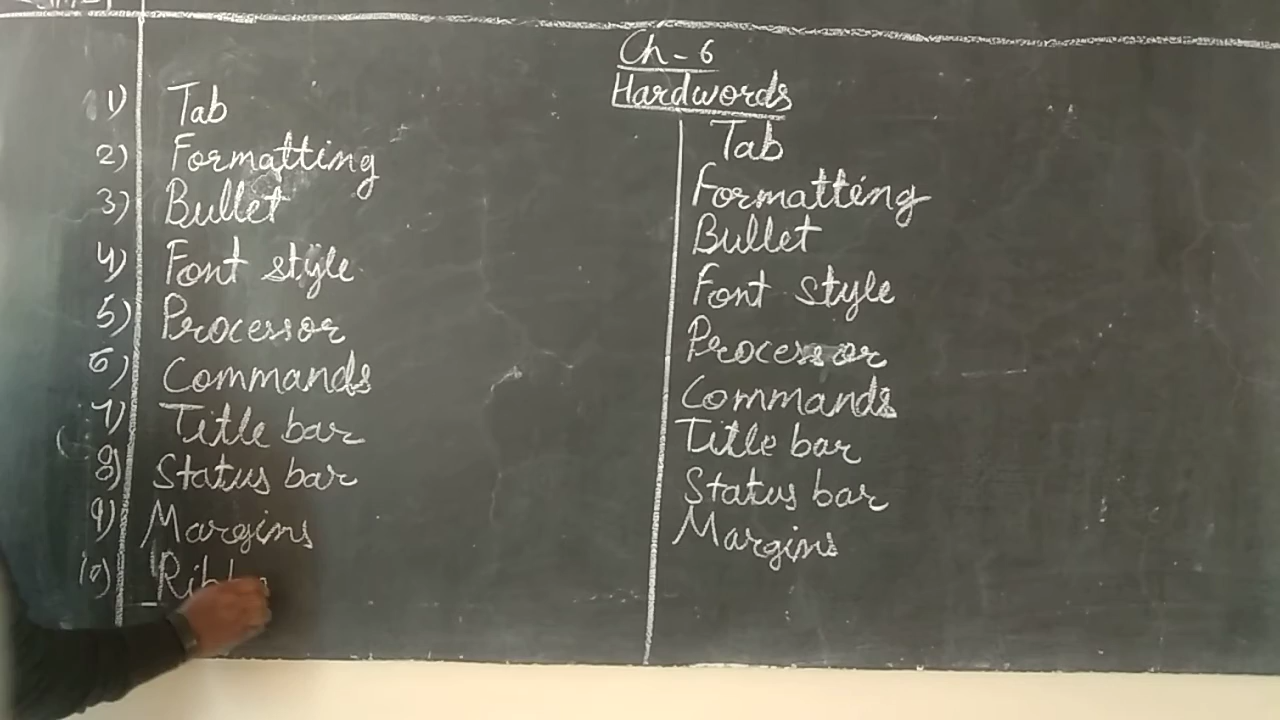 Ch - 6
Hardwords
1) Tab
2) Formatting
3) Bullet
4) Font style
5) Processor
6) Commands
7) Title bar
8) Status bar
9) Margins
10)
Tab
Formatting
Bullet
Font style
Processor
Commands
Title bar
Status bar
Margins